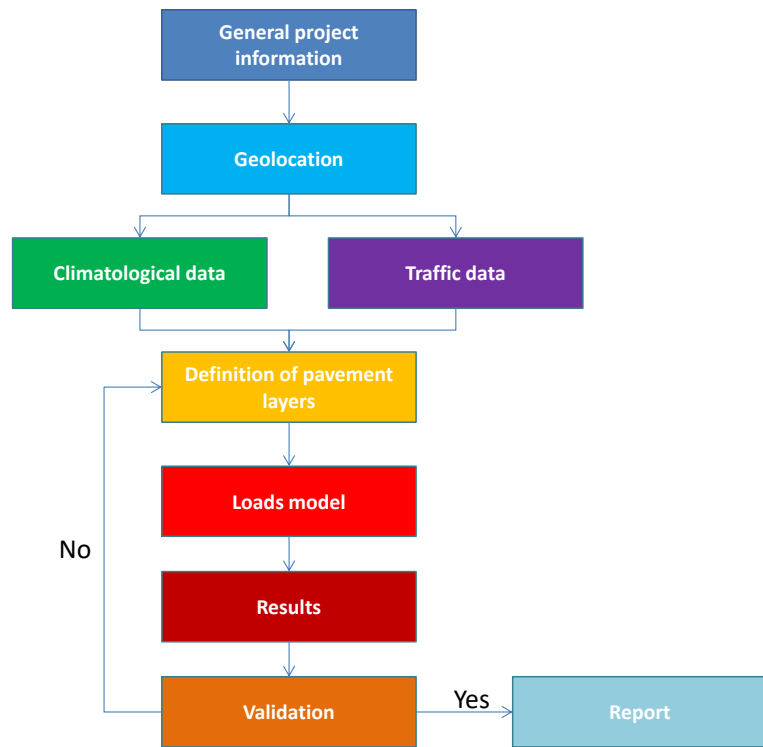 General project
information
Geolocation
Climatological data
Traffic data
Definition of pavement
layers
Loads model
No
Results
Validation
Yes
Report